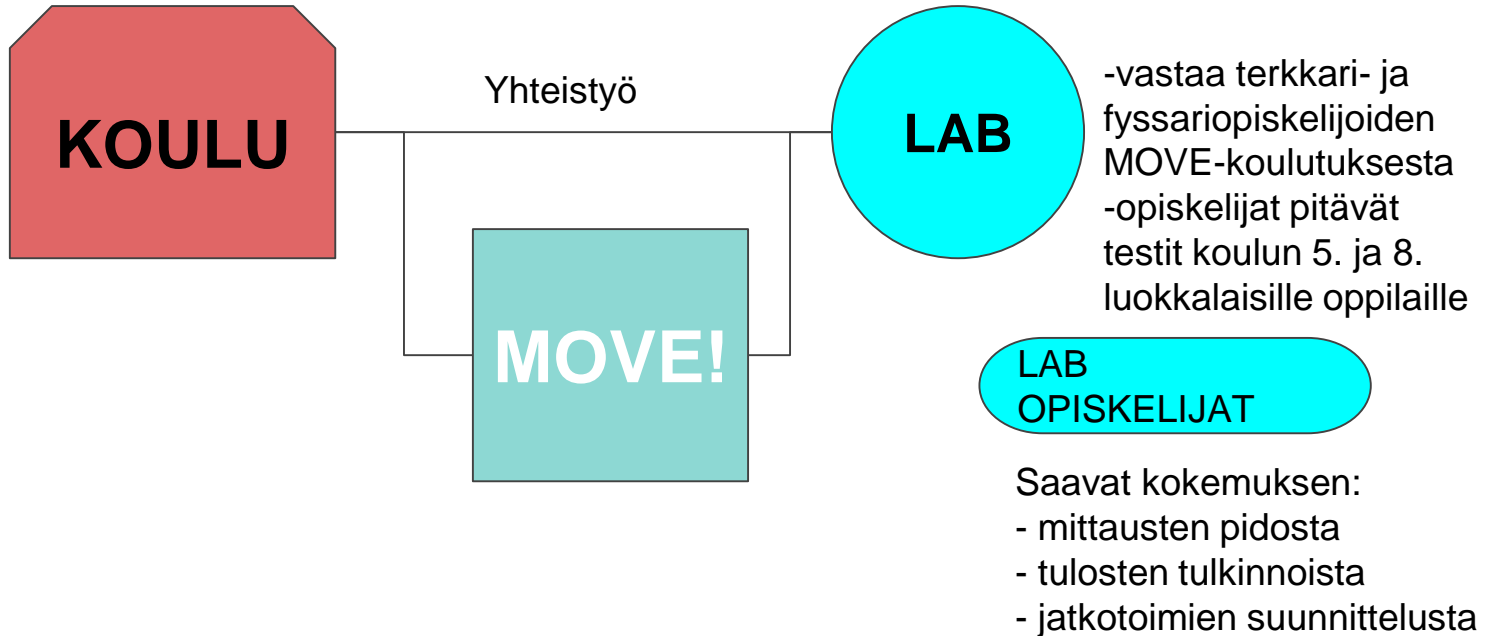 KOULU
Yhteistyö
LAB
-vastaa terkkari- ja
fyssariopiskelijoiden
MOVE-koulutuksesta
-opiskelijat pitävät
testit koulun 5. ja 8.
luokkalaisille oppilaille
MOVE!
LAB
OPISKELIJAT
Saavat kokemuksen:
- mittausten pidosta
- tulosten tulkinnoista
- jatkotoimien suunnittelusta